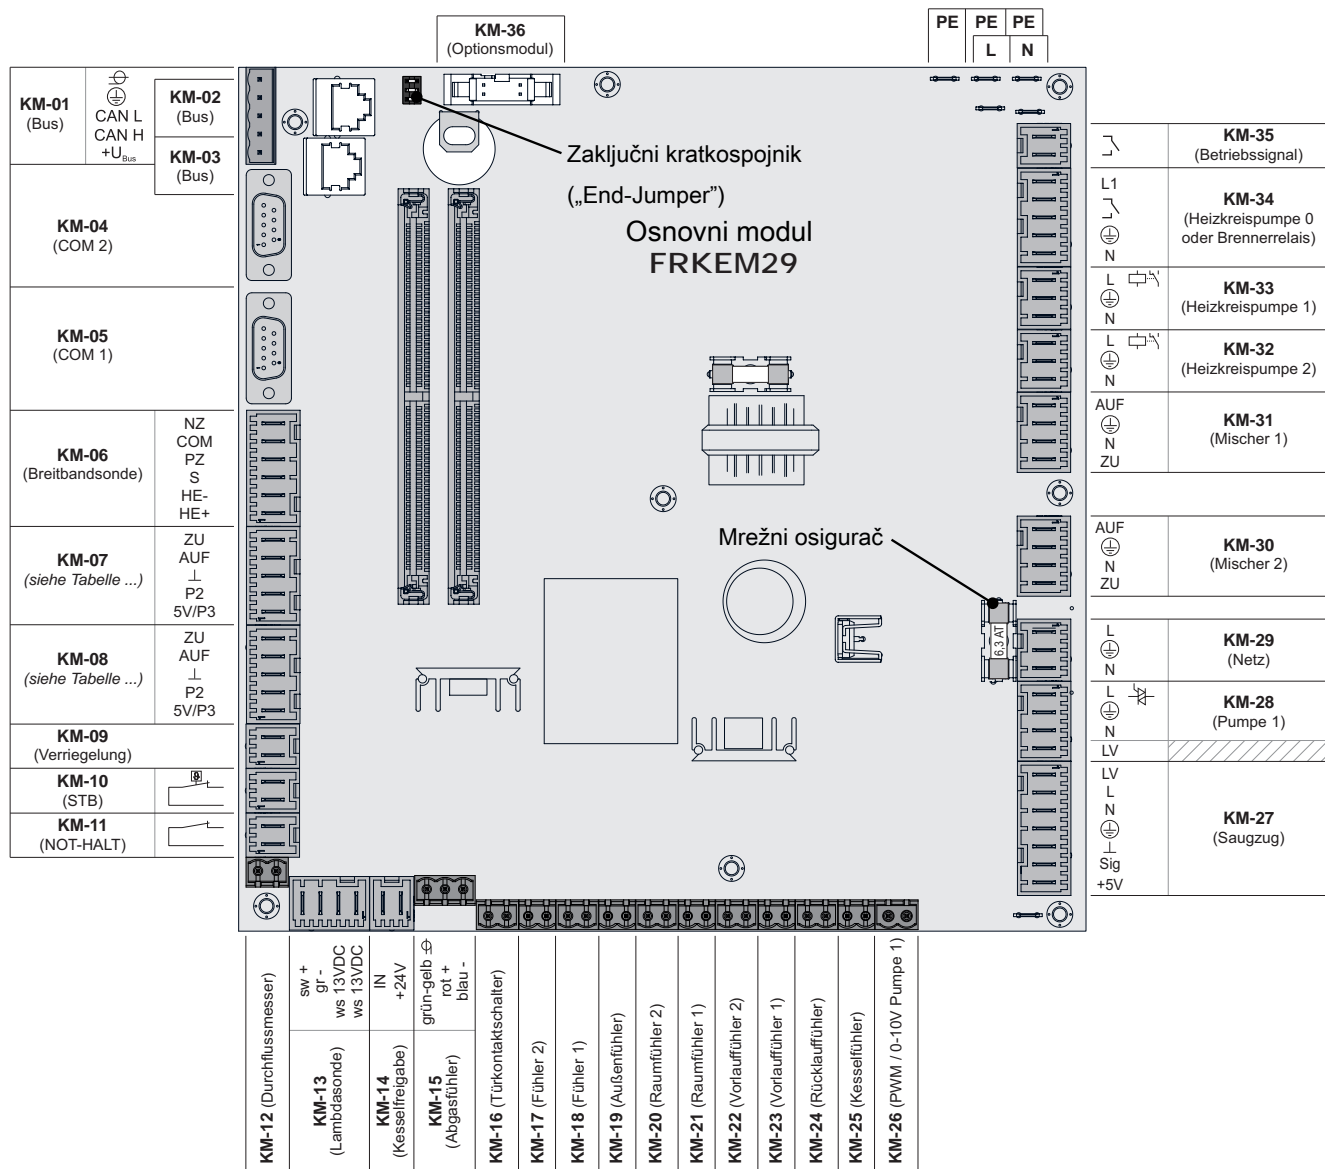 KM-36
(Optionsmodul)
PE PE PE
L N
KM-01
(Bus)
CAN L
CAN H
+U Bus
KM-02
(Bus)
KM-03
(Bus)
KM-04
(COM 2)
KM-05
(COM 1)
KM-06
(Breitbandsonde)
NZ
COM
PZ
S
HE-
HE+
KM-07
(siehe Tabelle ...)
ZU
AUF
P2
5V/P3
KM-08
(siehe Tabelle ...)
ZU
AUF
P2
5V/P3
KM-09
(Verriegelung)
KM-10
(STB)
KM-11
(NOT-HALT)
Zaključni kratkospojnik
(„End-Jumper”)
Osnovni modul
FRKEM29
Mrežni osigurač
6,3 AT
KM-35
(Betriebssignal)
L1
N
KM-34
(Heizkreispumpe 0
oder Brennerrelais)
L
N
KM-33
(Heizkreispumpe 1)
L
N
KM-32
(Heizkreispumpe 2)
AUF
N
ZU
KM-31
(Mischer 1)
AUF
N
ZU
KM-30
(Mischer 2)
L
N
KM-29
(Netz)
L
N
LV
KM-28
(Pumpe 1)
LV
L
N
Sig
+5V
KM-27
(Saugzug)
KM-12 (Durchflussmesser)
sw +
gr -
ws 13VDC
ws 13VDC
KM-13
(Lambdasonde)
IN
+24V
KM-14
(Kesselfreigabe)
grün-gelb
rot +
blau -
KM-15
(Abgasfühler)
KM-16 (Türkontaktschalter)
KM-17 (Fühler 2)
KM-18 (Fühler 1)
KM-19 (Außenfühler)
KM-20 (Raumfühler 2)
KM-21 (Raumfühler 1)
KM-22 (Vorlauffühler 2)
KM-23 (Vorlauffühler 1)
KM-24 (Rücklauffühler)
KM-25 (Kesselfühler)
KM-26 (PWM / 0-10V Pumpe 1)